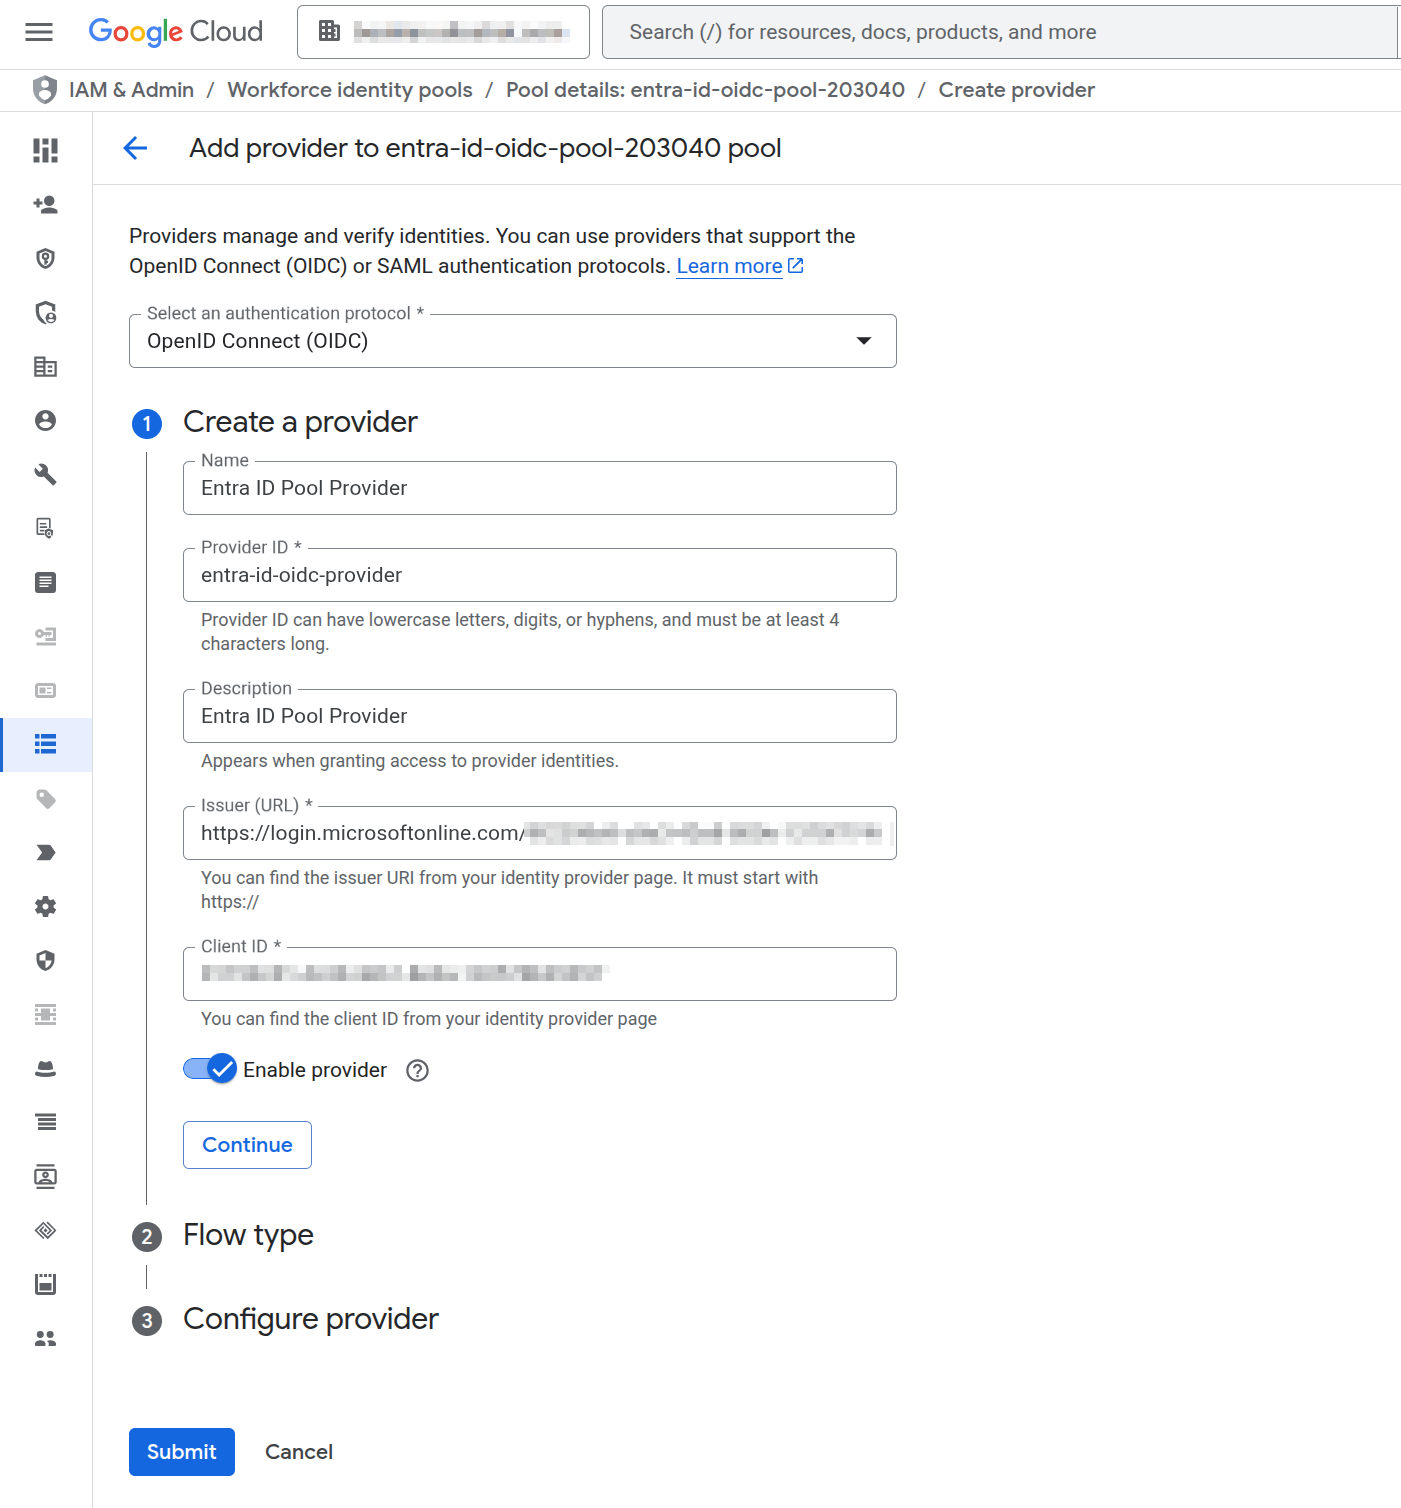 Google Cloud
Search (/) for resources, docs, products, and more
IAM & Admin / Workforce identity pools / Pool details: entra-id-oidc-pool-203040 / Create provider
Add provider to entra-id-oidc-pool-203040 pool
Providers manage and verify identities. You can use providers that support the
OpenID Connect (OIDC) or SAML authentication protocols. Learn more
Select an authentication protocol *
OpenID Connect (OIDC)
1 Create a provider
Name
Entra ID Pool Provider
Provider ID *
entra-id-oidc-provider
Provider ID can have lowercase letters, digits, or hyphens, and must be at least 4
characters long.
Description
Entra ID Pool Provider
Appears when granting access to provider identities.
Issuer (URL) *
https://login.microsoftonline.com/
You can find the issuer URI from your identity provider page. It must start with
https://
Client ID *
You can find the client ID from your identity provider page
Enable provider
Continue
2 Flow type
3 Configure provider
Submit Cancel